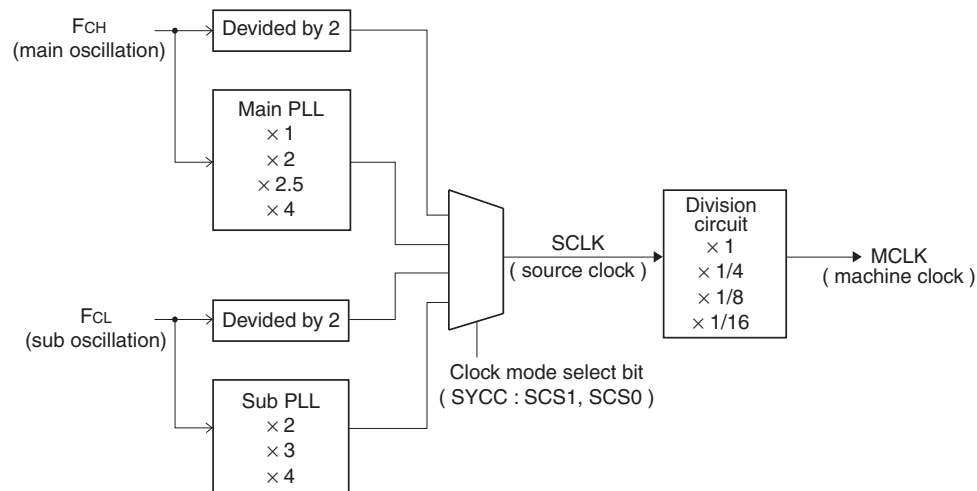 FCH
(main oscillation)
Devided by 2
Main PLL
× 1
× 2
× 2.5
× 4
FCL
(sub oscillation)
Devided by 2
Sub PLL
× 2
× 3
× 4
Clock mode select bit
( SYCC : SCS1, SCS0 )
SCLK
( source clock )
Division
circuit
× 1
× 1/4
× 1/8
× 1/16
MCLK
( machine clock )